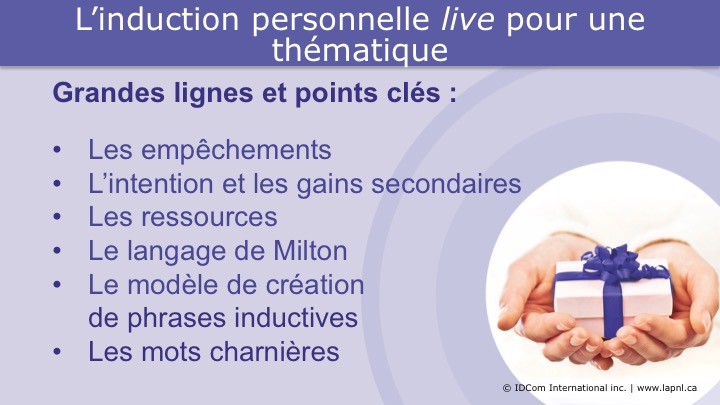 L’induction personnelle live pour une
thématique
Grandes lignes et points clés :
• Les empêchements
• L’intention et les gains secondaires
• Les ressources
• Le langage de Milton
• Le modèle de création
de phrases inductives
• Les mots charnières
© IDCom International inc. | www.lapnl.ca